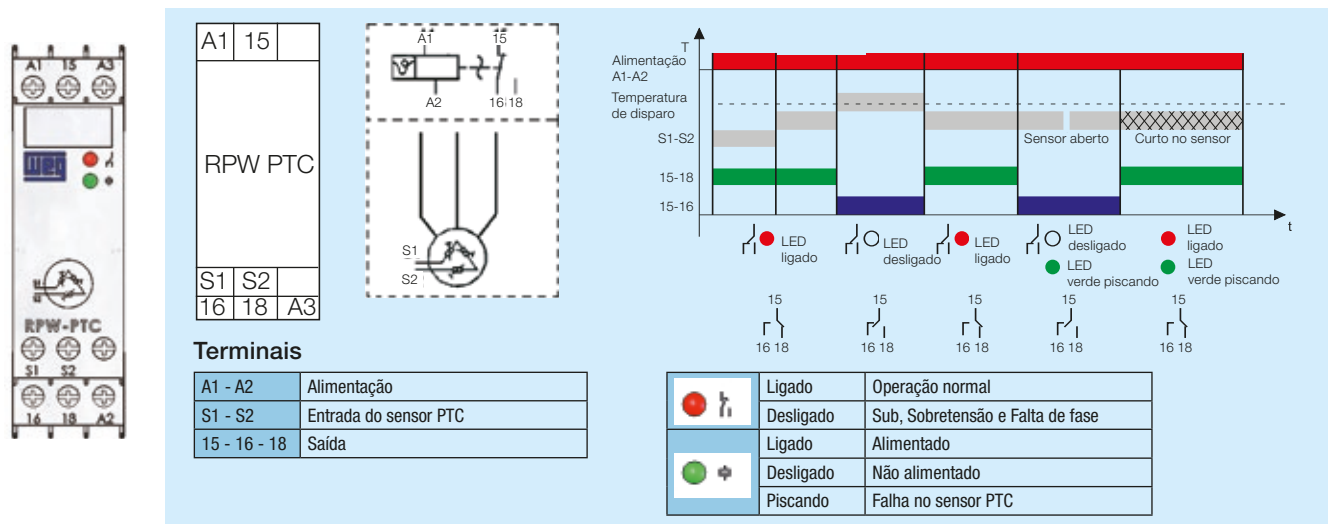 A1 15 A3
WEG
RPW-PTC
S1 S2
16 18 A2
A1 15
RPW PTC
S1 S2
16 18 A3
A1 15
A2 16 18
S1
S2
T
Alimentação
A1-A2
Temperatura
de disparo
S1-S2
Sensor aberto
Curto no sensor
15-18
15-16
t
LED
ligado
LED
desligado
LED
ligado
LED
desligado
LED
verde piscando
LED
ligado
LED
verde piscando
15 15 15 15 15
16 18 16 18 16 18 16 18 16 18
Terminais
A1 - A2 Alimentação
S1 - S2 Entrada do sensor PTC
15 - 16 - 18 Saída
Ligado Operação normal
Desligado Sub, Sobretensão e Falta de fase
Ligado Alimentado
Desligado Não alimentado
Piscando Falha no sensor PTC